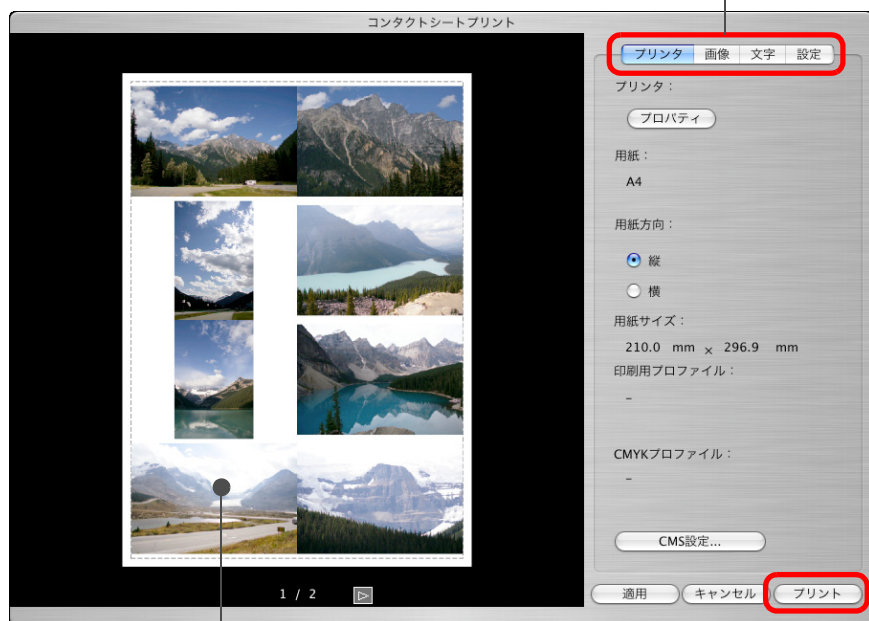 コンタクトシートプリント
プリンタ 画像 文字 設定
プリンタ：
プロパティ
用紙：
A4
用紙方向：
縦
横
用紙サイズ：
210.0 mm × 296.9 mm
印刷用プロファイル：
–
CMYKプロファイル：
–
CMS設定...
1 / 2
適用 キャンセル プリント